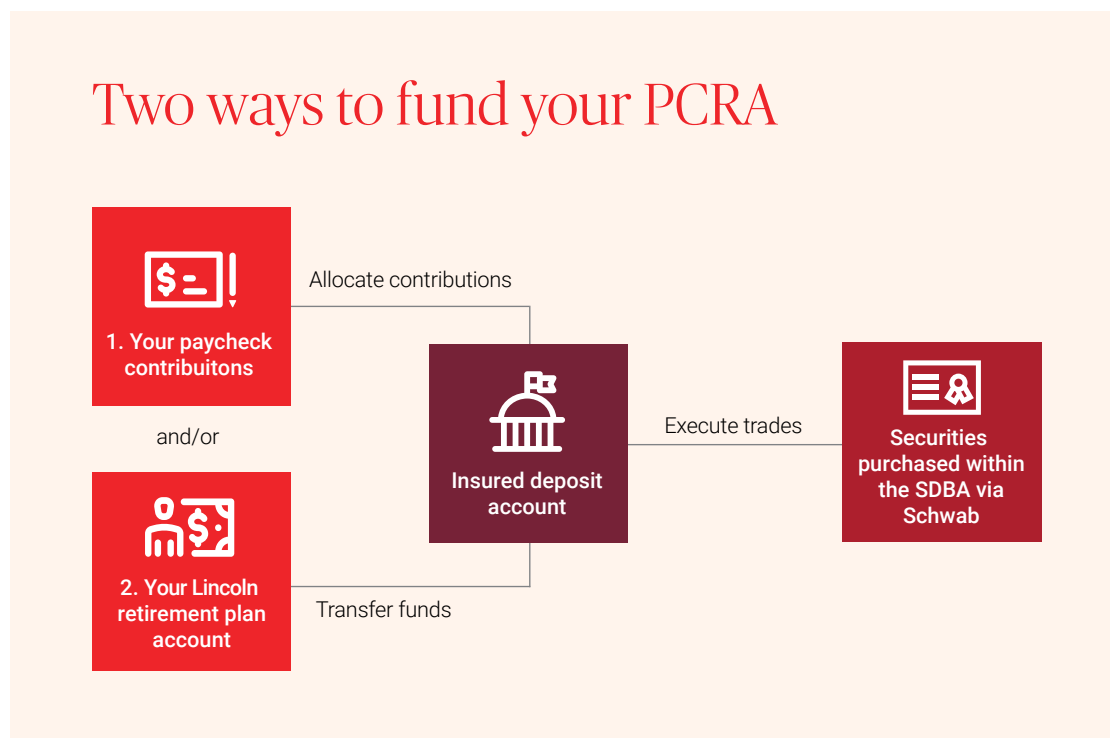 Two ways to fund your PCRA
$
1. Your paycheck
contribuitons
Allocate contributions
and/or
$
2. Your Lincoln
retirement plan
account
Transfer funds
Insured deposit
account
Execute trades
Securities
purchased within
the SDBA via
Schwab